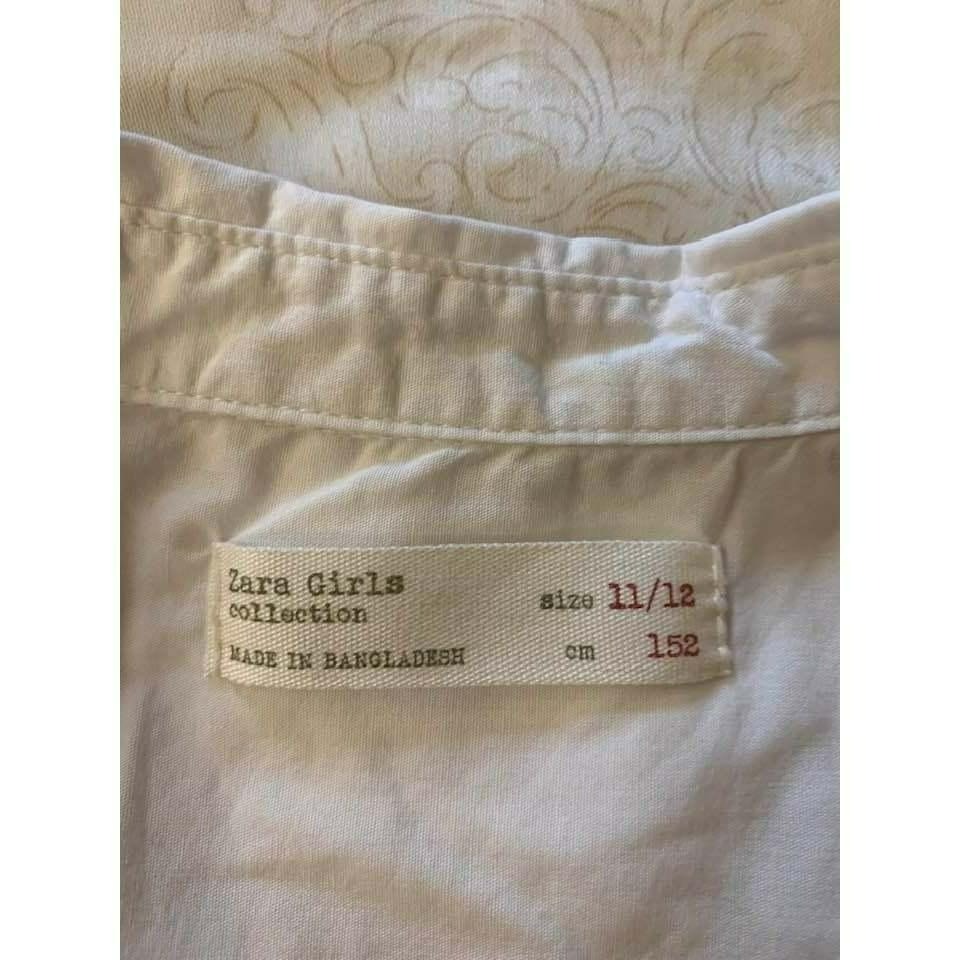 Zara Girls
collection
size 11/12
MADE IN BANGLADESH
cm 152